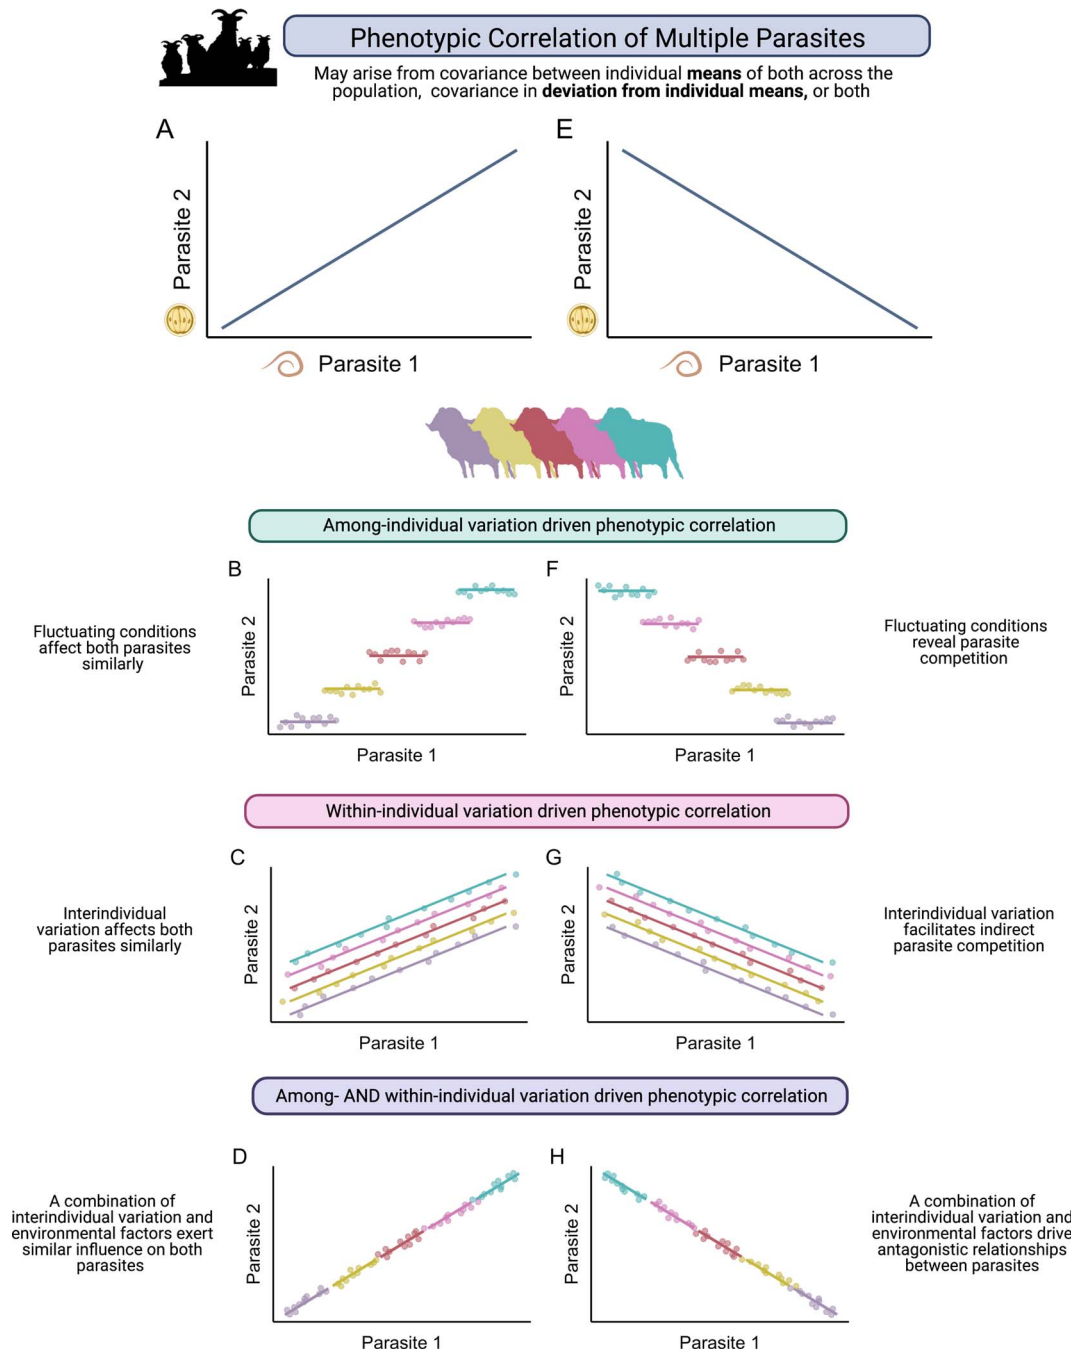 Phenotypic Correlation of Multiple Parasites
May arise from covariance between individual means of both across the
population, covariance in deviation from individual means, or both
A
Parasite 2
Parasite 1
E
Parasite 2
Parasite 1
Among-individual variation driven phenotypic correlation
Fluctuating conditions
affect both parasites
similarly
B
Parasite 2
Parasite 1
F
Parasite 2
Parasite 1
Fluctuating conditions
reveal parasite
competition
Within-individual variation driven phenotypic correlation
Interindividual
variation affects both
parasites similarly
C
Parasite 2
Parasite 1
G
Parasite 2
Parasite 1
Interindividual variation
facilitates indirect
parasite competition
Among- AND within-individual variation driven phenotypic correlation
A combination of
interindividual variation and
environmental factors exert
similar influence on both
parasites
D
Parasite 2
Parasite 1
H
Parasite 2
Parasite 1
A combination of
interindividual variation and
environmental factors drive
antagonistic relationships
between parasites